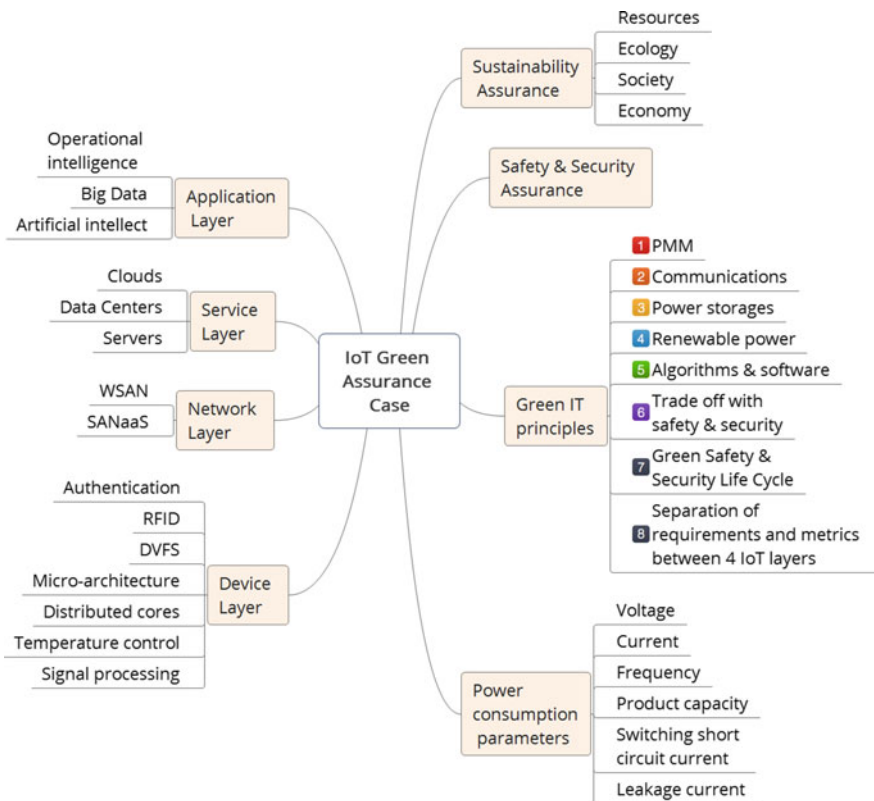 IoT Green
Assurance
Case
Application
Layer
Operational
intelligence
Big Data
Artificial intellect
Service
Layer
Clouds
Data Centers
Servers
Network
Layer
WSAN
SANaaS
Device
Layer
Authentication
RFID
DVFS
Micro-architecture
Distributed cores
Temperature control
Signal processing
Sustainability
Assurance
Resources
Ecology
Society
Economy
Safety & Security
Assurance
Green IT
principles
1 PMM
2 Communications
3 Power storages
4 Renewable power
5 Algorithms & software
6 Trade off with
safety & security
7 Green Safety &
Security Life Cycle
8 Separation of
requirements and metrics
between 4 IoT layers
Power
consumption
parameters
Voltage
Current
Frequency
Product capacity
Switching short
circuit current
Leakage current